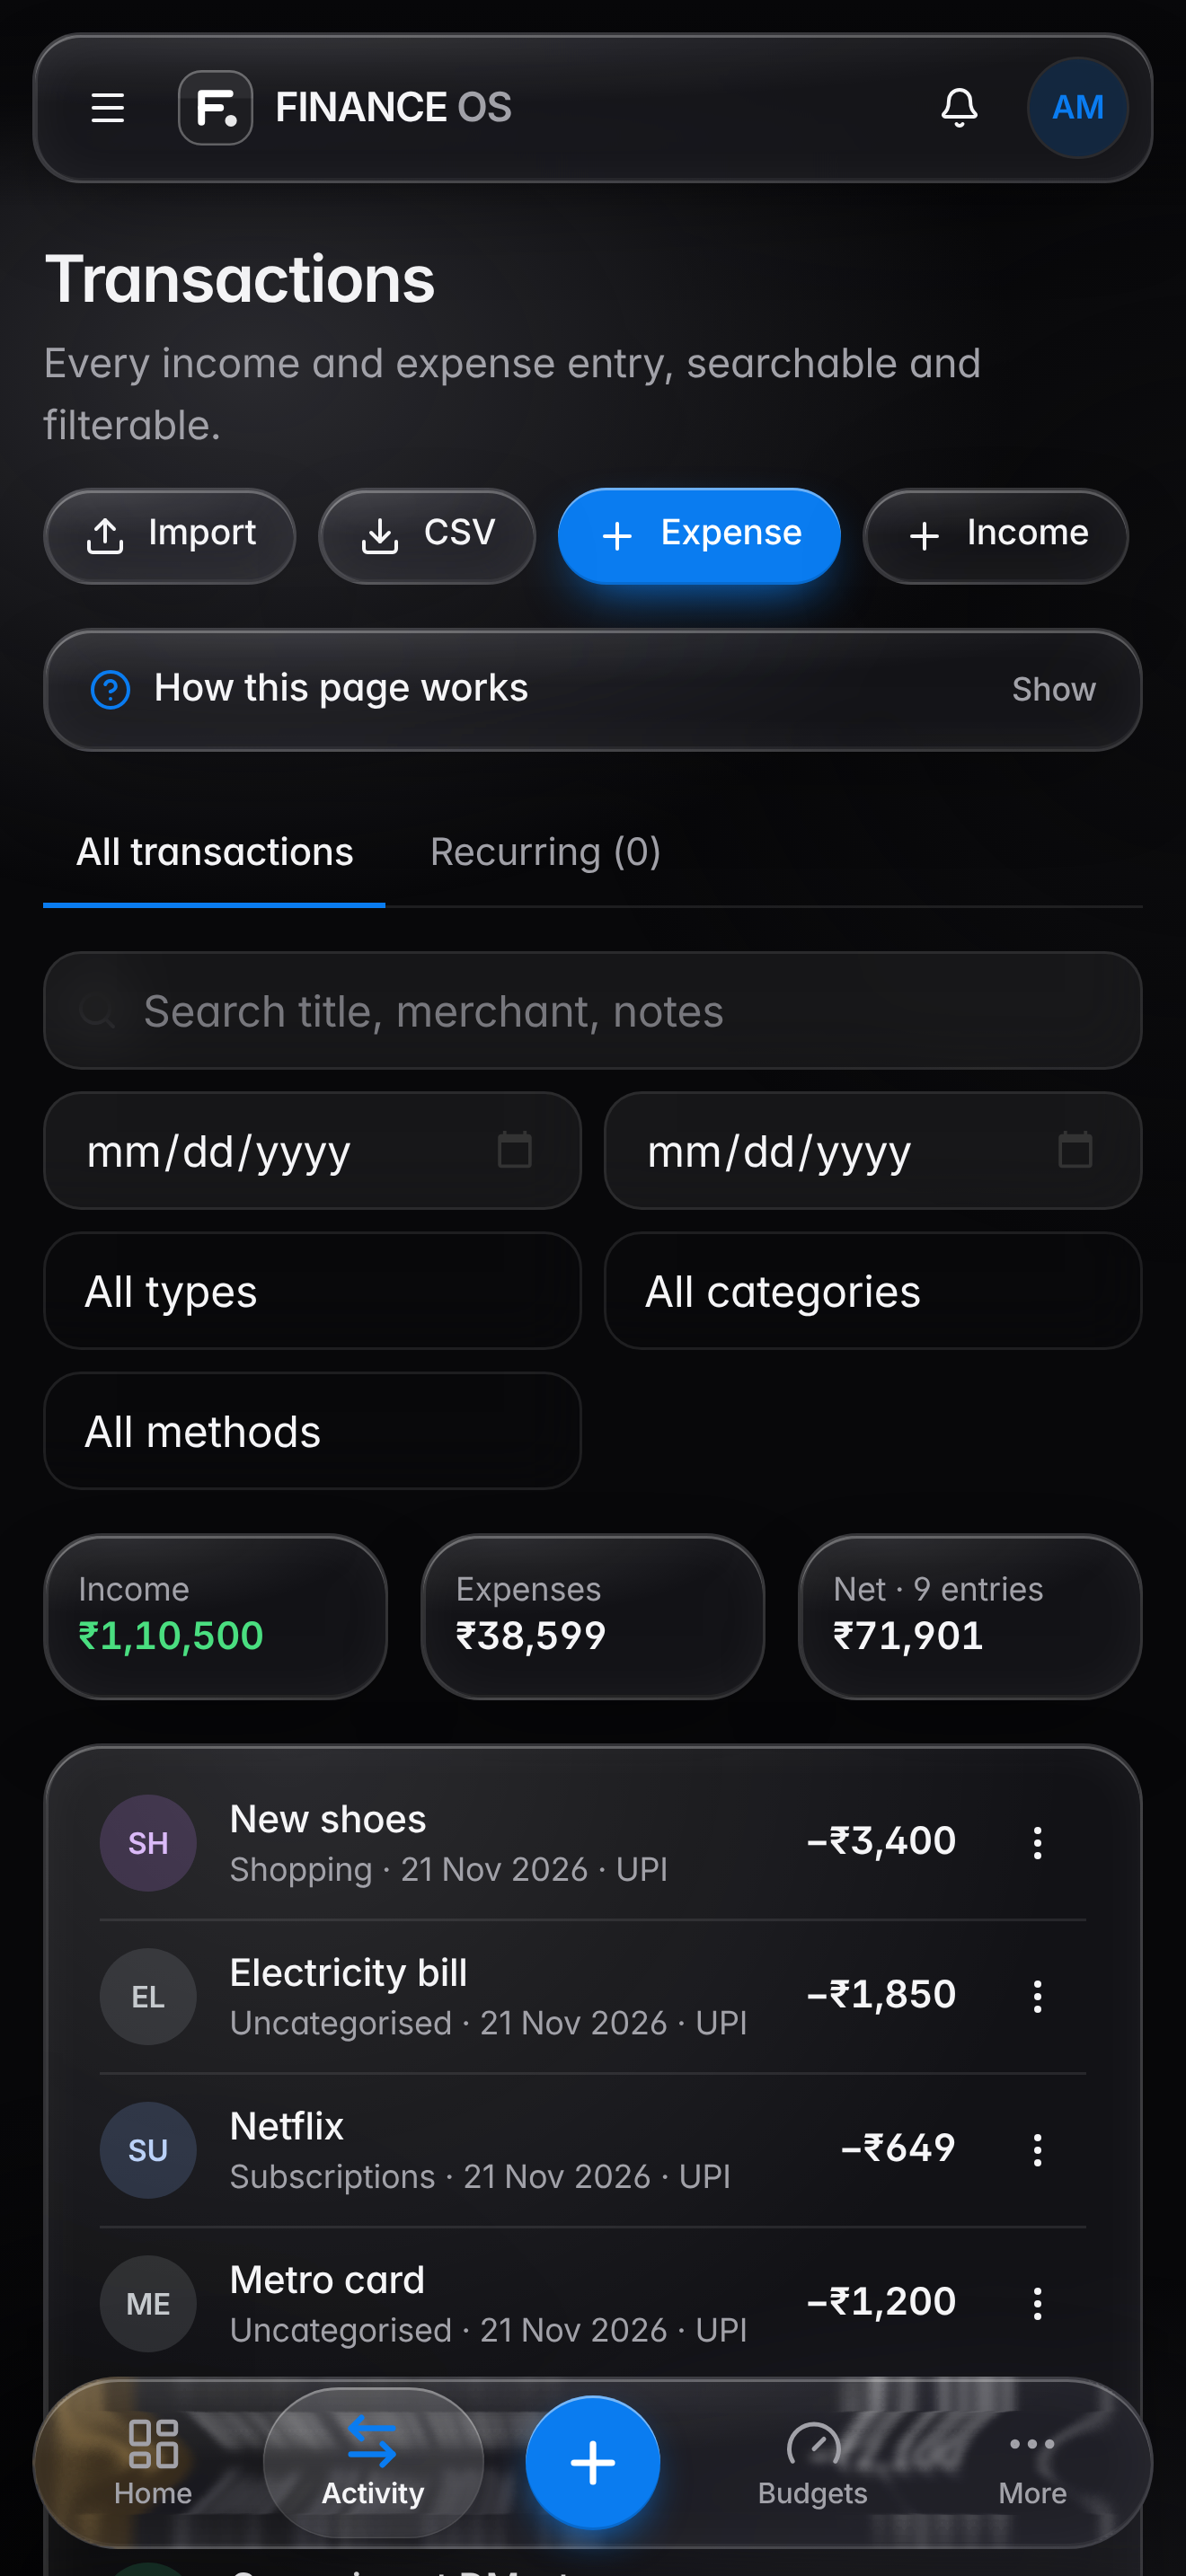 FINANCE OS
AM
Transactions
Every income and expense entry, searchable and
filterable.
Import
CSV
Expense
Income
How this page works
Show
All transactions
Recurring (0)
Search title, merchant, notes
mm/dd/yyyy
mm/dd/yyyy
All types
All categories
All methods
Income
₹1,10,500
Expenses
₹38,599
Net · 9 entries
₹71,901
SH
New shoes
Shopping · 21 Nov 2026 · UPI
−₹3,400
EL
Electricity bill
Uncategorised · 21 Nov 2026 · UPI
−₹1,850
SU
Netflix
Subscriptions · 21 Nov 2026 · UPI
−₹649
ME
Metro card
Uncategorised · 21 Nov 2026 · UPI
−₹1,200
Home
Activity
Budgets
More